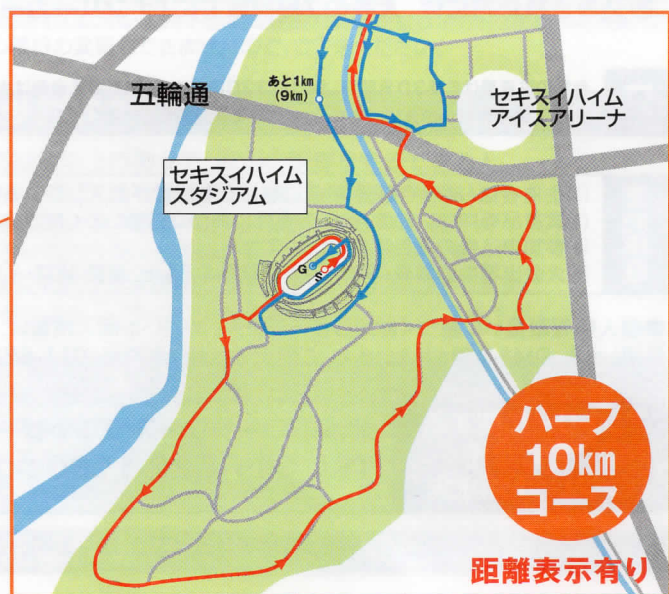 五輪通
あと1km
(9km)
セキスイハイム
アイスアリーナ
セキスイハイム
スタジアム
G
S
ハーフ
10km
コース
距離表示有り